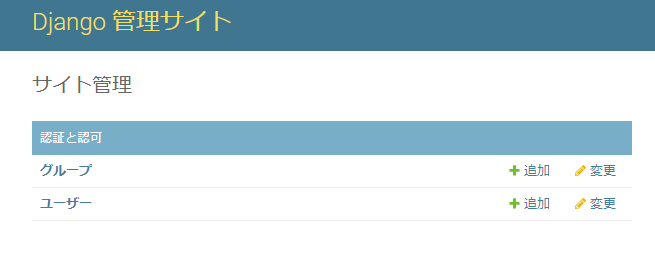 Django 管理サイト
サイト管理
認証と認可
グループ 追加 変更
ユーザー 追加 変更